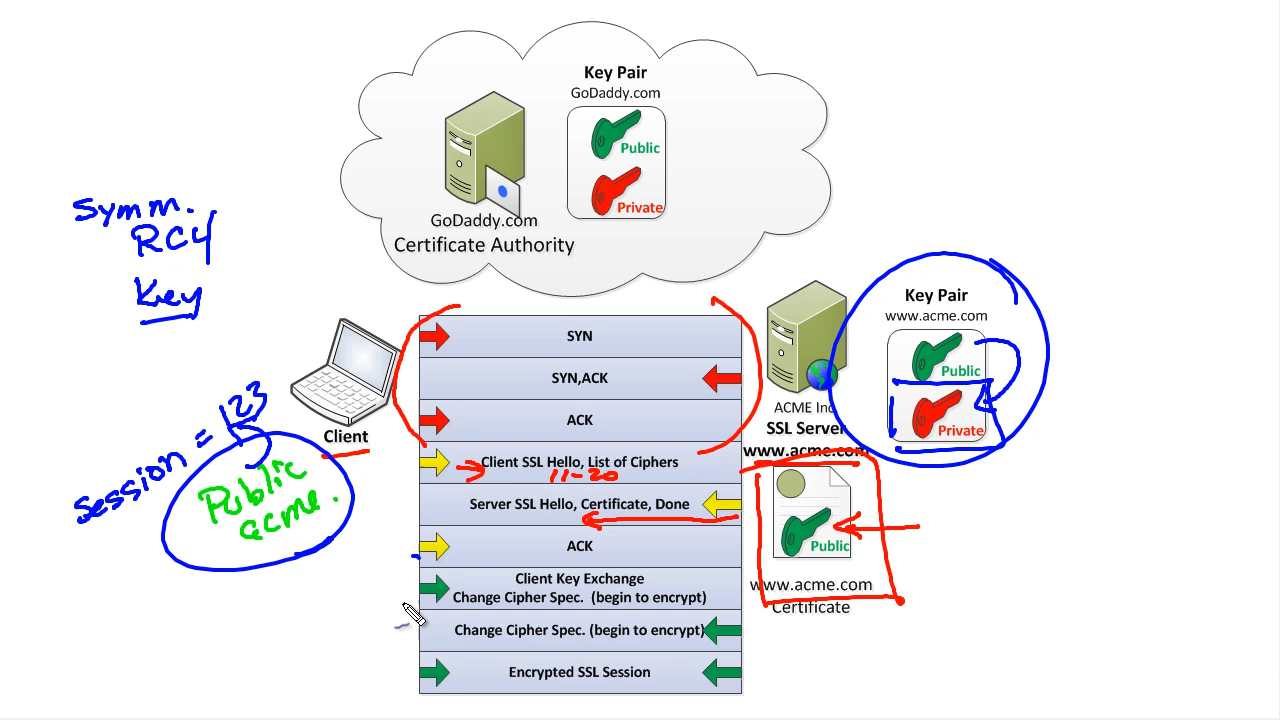 Key Pair
GoDaddy.com
Public
Private
GoDaddy.com
Certificate Authority
Symm.
RC4
Key
Key Pair
www.acme.com
Public
Private
SYN
SYN,ACK
ACK
Client SSL Hello, List of Ciphers
11-20
Server SSL Hello, Certificate, Done
ACK
Client Key Exchange
Change Cipher Spec. (begin to encrypt)
Change Cipher Spec. (begin to encrypt)
Encrypted SSL Session
Client
Session = 123
Public
acme.
ACME Inc
SSL Server
www.acme.com
Public
www.acme.com
Certificate